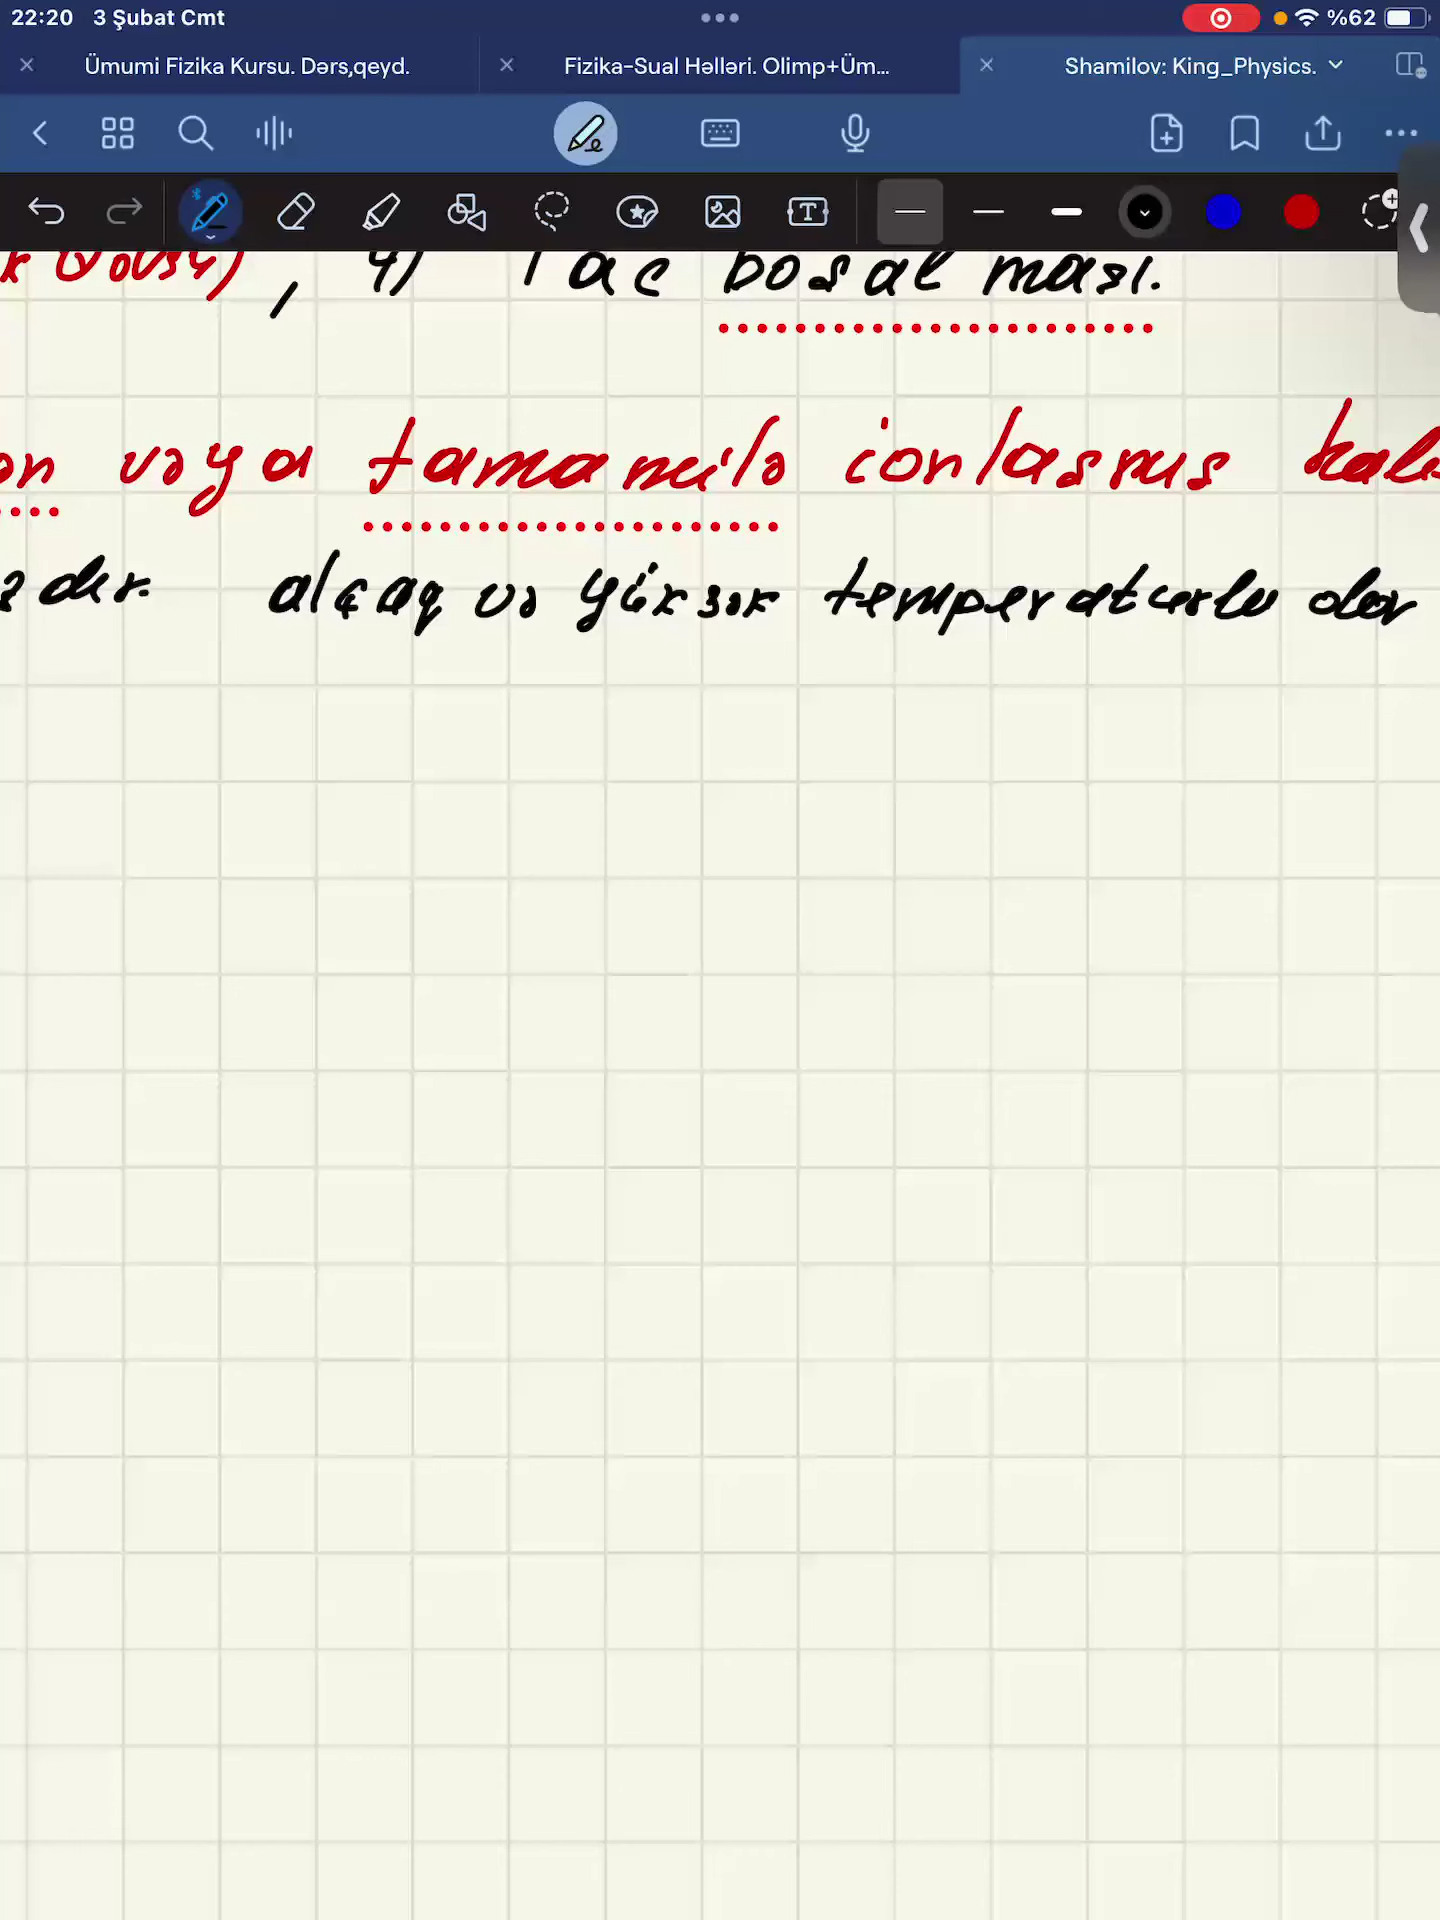 22:20 3 Şubat Cmt %62
Ümumi Fizika Kursu. Dərs,qeyd. Fizika-Sual Həlləri. Olimp+Üm... Shamilov: King_Physics.
, 4) Tac boşalması.
vəya tamamilə ionlaşmış
alçaq və yüksək temperaturlu olur